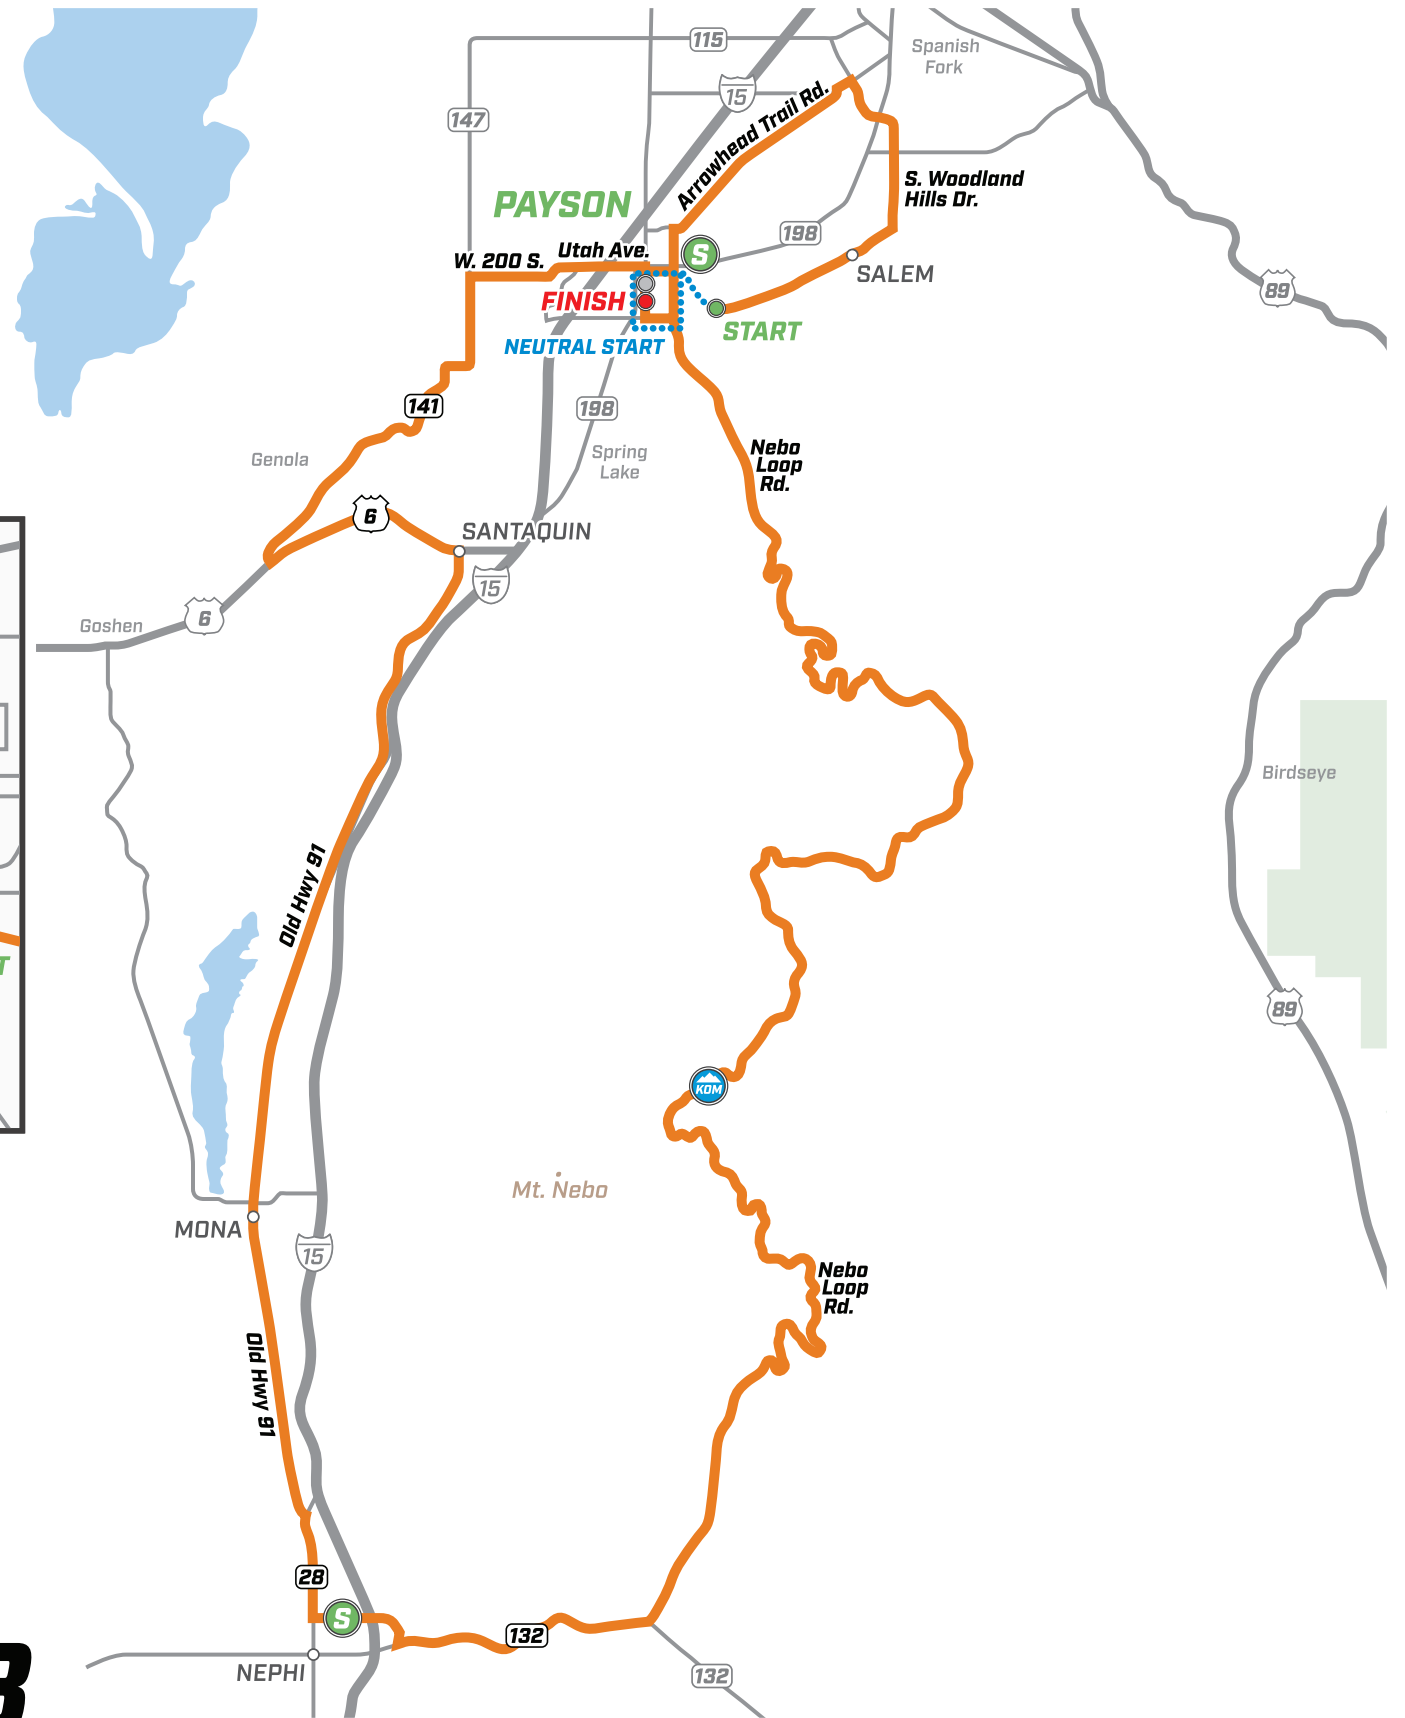 115
Spanish
Fork
15
147
Arrowhead Trail Rd.
S. Woodland
Hills Dr.
PAYSON
198
Utah Ave.
S
W. 200 S.
SALEM
89
FINISH
START
NEUTRAL START
141
198
Nebo
Loop
Rd.
Genola
Spring
Lake
6
SANTAQUIN
15
6
Goshen
Birdseye
Old Hwy 91
T
89
KOM
Mt. Nebo
MONA
15
Nebo
Loop
Rd.
Old Hwy 91
28
S
132
NEPHI
132